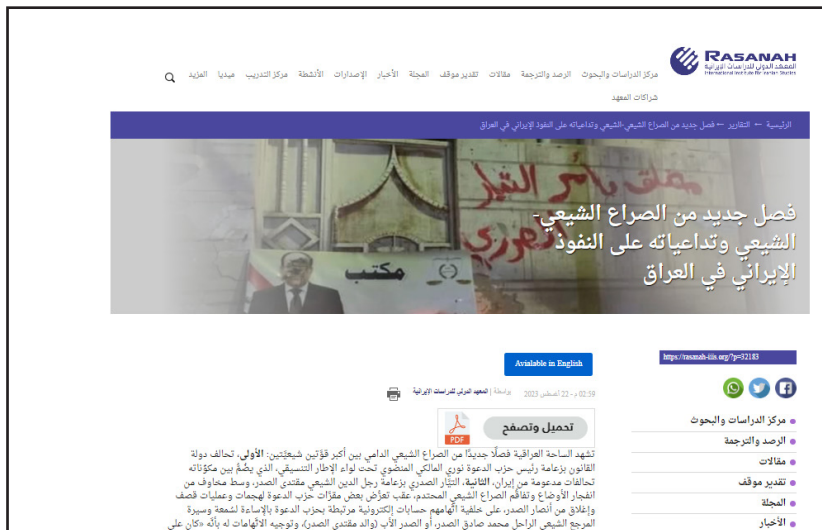 RASANAH
المعهد الدولي للدراسات الإيرانية
International Institute for Iranian Studies
مركز الدراسات والبحوث الرصد والترجمة مقالات تقدير موقف المجلة الأخبار الإصدارات الأنشطة مركز التدريب ميديا المزيد
شراكات المعهد
الرئيسية ← التقارير ← فصل جديد من الصراع الشيعي-الشيعي وتداعياته على النفوذ الإيراني في العراق
مغلق بأمر التيار
مكتب
فصل جديد من الصراع الشيعي-
الشيعي وتداعياته على النفوذ
الإيراني في العراق
https://rasanah-iiis.org/?p=32183
مركز الدراسات والبحوث
الرصد والترجمة
مقالات
تقدير موقف
المجلة
الأخبار
Avialable in English
02:59 م - 22 أغسطس 2023 بواسطة | المعهد الدولي للدراسات الإيرانية
تحميل وتصفح
PDF
تشهد الساحة العراقية فصلًا جديدًا من الصراع الشيعي الدامي بين أكبر قوَّتين شيعيَّتين: الأولى، تحالف دولة
القانون بزعامة رئيس حزب الدعوة نوري المالكي المنضوي تحت لواء الإطار التنسيقي، الذي يضُمّ بين مكوِّناته
تحالفات مدعومة من إيران، الثانية، التيَّار الصدري بزعامة رجل الدين الشيعي مقتدى الصدر، وسط مخاوف من
انفجار الأوضاع وتفاقُم الصراع الشيعي المحتدم، عقب تعرُّض بعض مقرّات حزب الدعوة لهجمات وعمليات قصف
وإغلاق من أنصار الصدر، على خلفية اتّهامهم حسابات إلكترونية مرتبطة بحزب الدعوة بالإساءة لسُمعة وسيرة
المرجع الشيعي الراحل محمد صادق الصدر، أو الصدر الأب (والد مقتدى الصدر)، وتوجيه الاتّهامات له بأنَّه «كان على